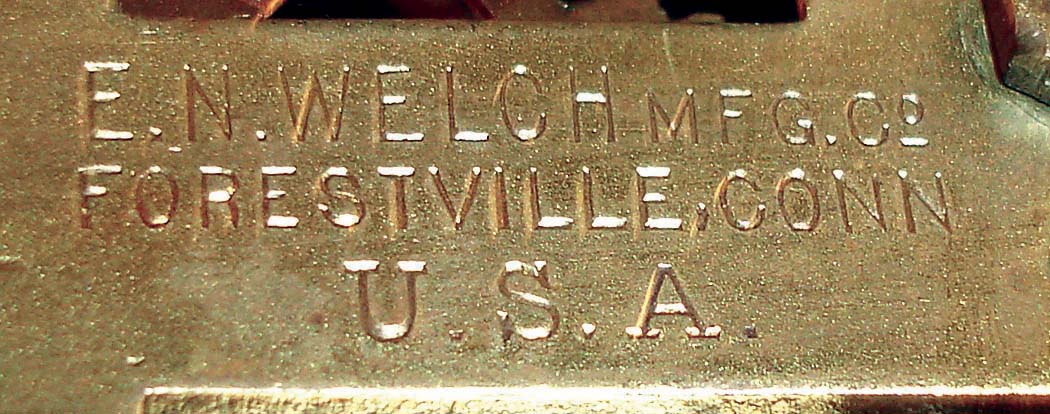 E.N.WELCH MFG.Cº
FORESTVILLE,CONN
U.S.A.